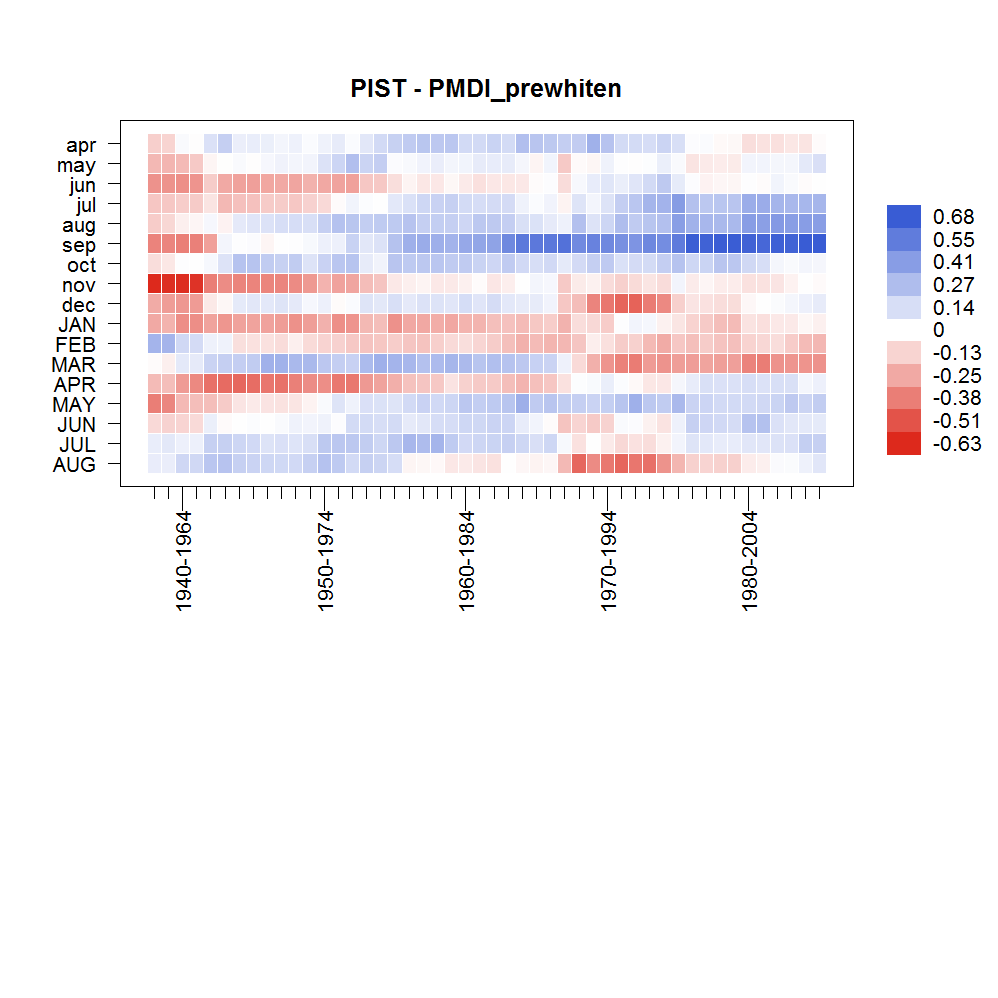 PIST - PMDI_prewhiten
apr
may
jun
jul
aug
sep
oct
nov
dec
JAN
FEB
MAR
APR
MAY
JUN
JUL
AUG
1940-1964
1950-1974
1960-1984
1970-1994
1980-2004
0.68
0.55
0.41
0.27
0.14
0
-0.13
-0.25
-0.38
-0.51
-0.63